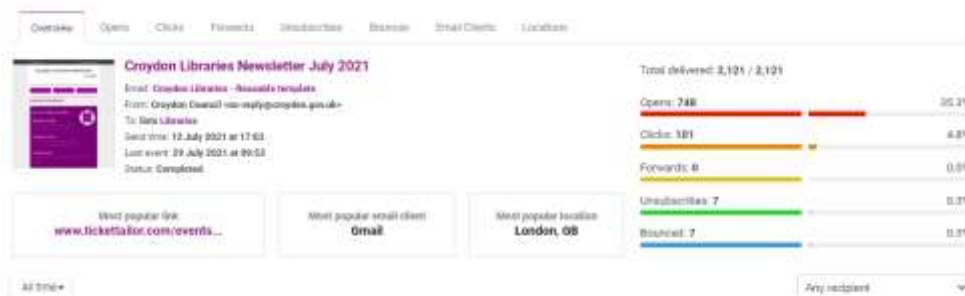 Overview Opens Clicks Forwards Unsubscribes Bounces Email Clients Locations
Croydon Libraries Newsletter July 2021
Email: Croydon Libraries - Reusable template
From: Croydon Council <no-reply@croydon.gov.uk>
To: lists Libraries
Send time: 12 July 2021 at 17:03
Last event: 29 July 2021 at 09:53
Status: Completed
Total delivered: 2,121 / 2,121
Opens: 748
Clicks: 101
Forwards: 0
Unsubscribes: 7
Bounced: 7
Most popular link
www.tickettailor.com/events...
Most popular email client
Gmail
Most popular location
London, GB
All time
Any recipient